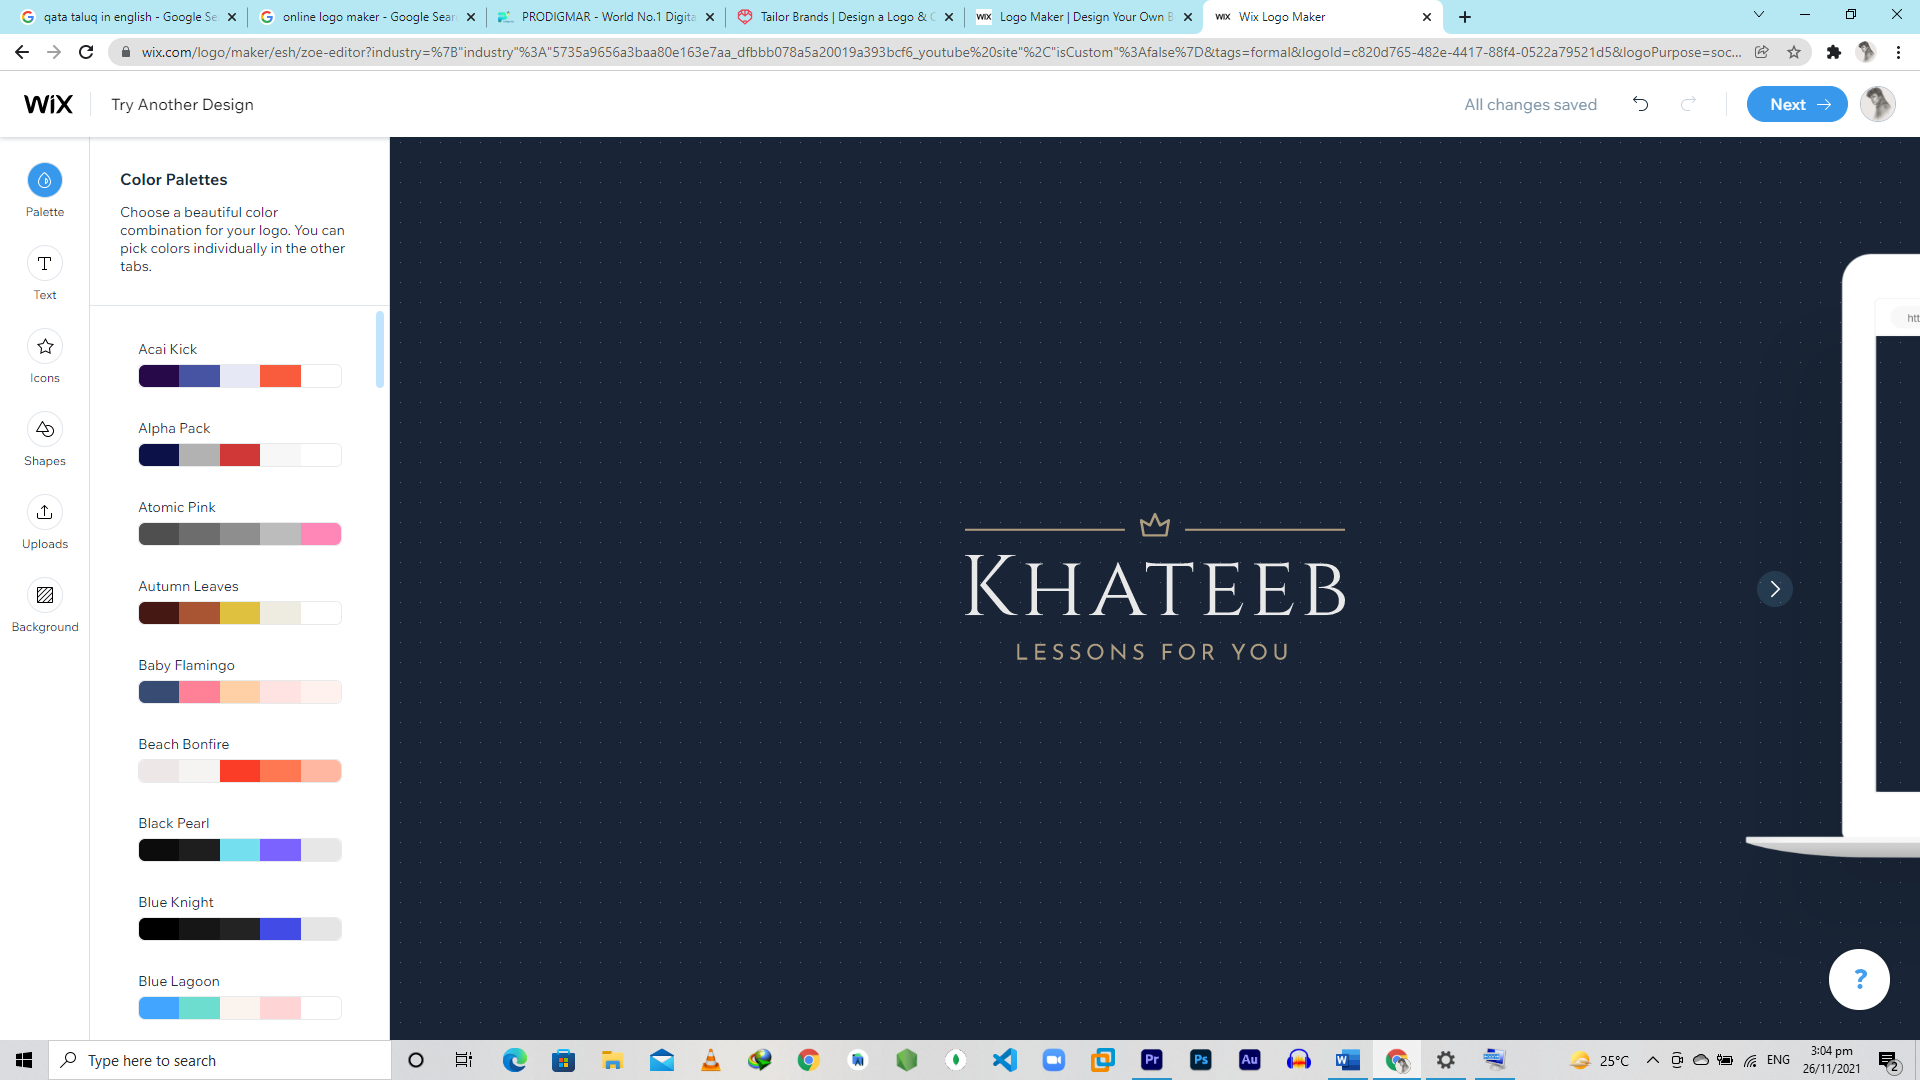 qata taluq in english - Google Se
online logo maker - Google Sear
PRODIGMAR - World No.1 Digita
Tailor Brands | Design a Logo & C
WIX Logo Maker | Design Your Own B
WIX Wix Logo Maker
wix.com/logo/maker/esh/zoe-editor?industry=%7B"industry"%3A"5735a9656a3baa80e163e7aa_dfbbb078a5a20019a393bcf6_youtube%20site"%2C"isCustom"%3Afalse%7D&tags=formal&logoId=c820d765-482e-4417-88f4-0522a79521d5&logoPurpose=soc...
WIX
Try Another Design
All changes saved
Next
Palette
Text
Icons
Shapes
Uploads
Background
Color Palettes
Choose a beautiful color
combination for your logo. You can
pick colors individually in the other
tabs.
Acai Kick
Alpha Pack
Atomic Pink
Autumn Leaves
Baby Flamingo
Beach Bonfire
Black Pearl
Blue Knight
Blue Lagoon
KHATEEB
LESSONS FOR YOU
htt
?
Type here to search
Pr
Ps
Au
W
25°C
ENG
3:04 pm
26/11/2021
2